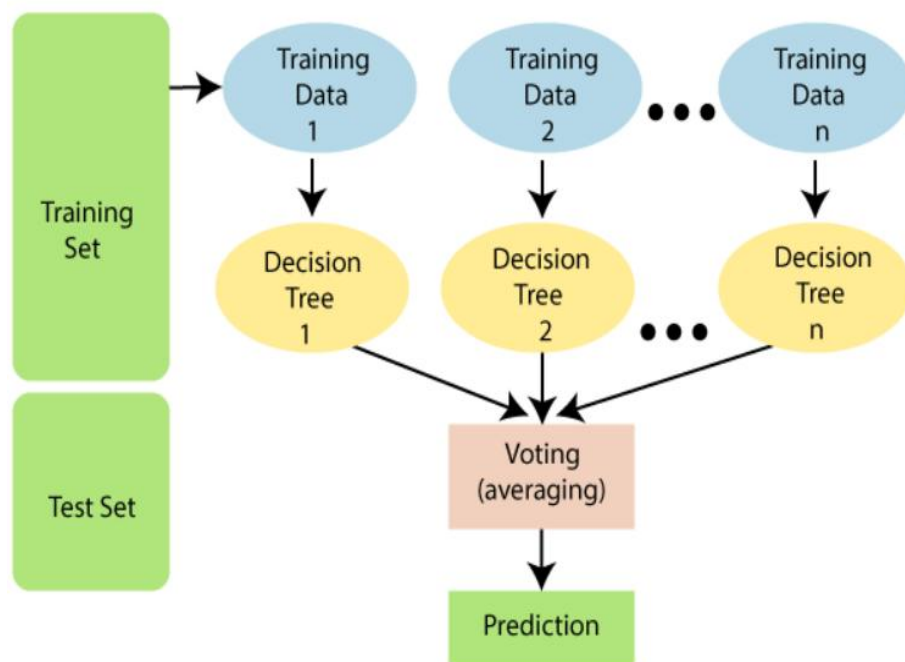 Training
Data
1
Training
Data
2
Training
Data
n
Training
Set
Decision
Tree
1
Decision
Tree
2
Decision
Tree
n
Test Set
Voting
(averaging)
Prediction